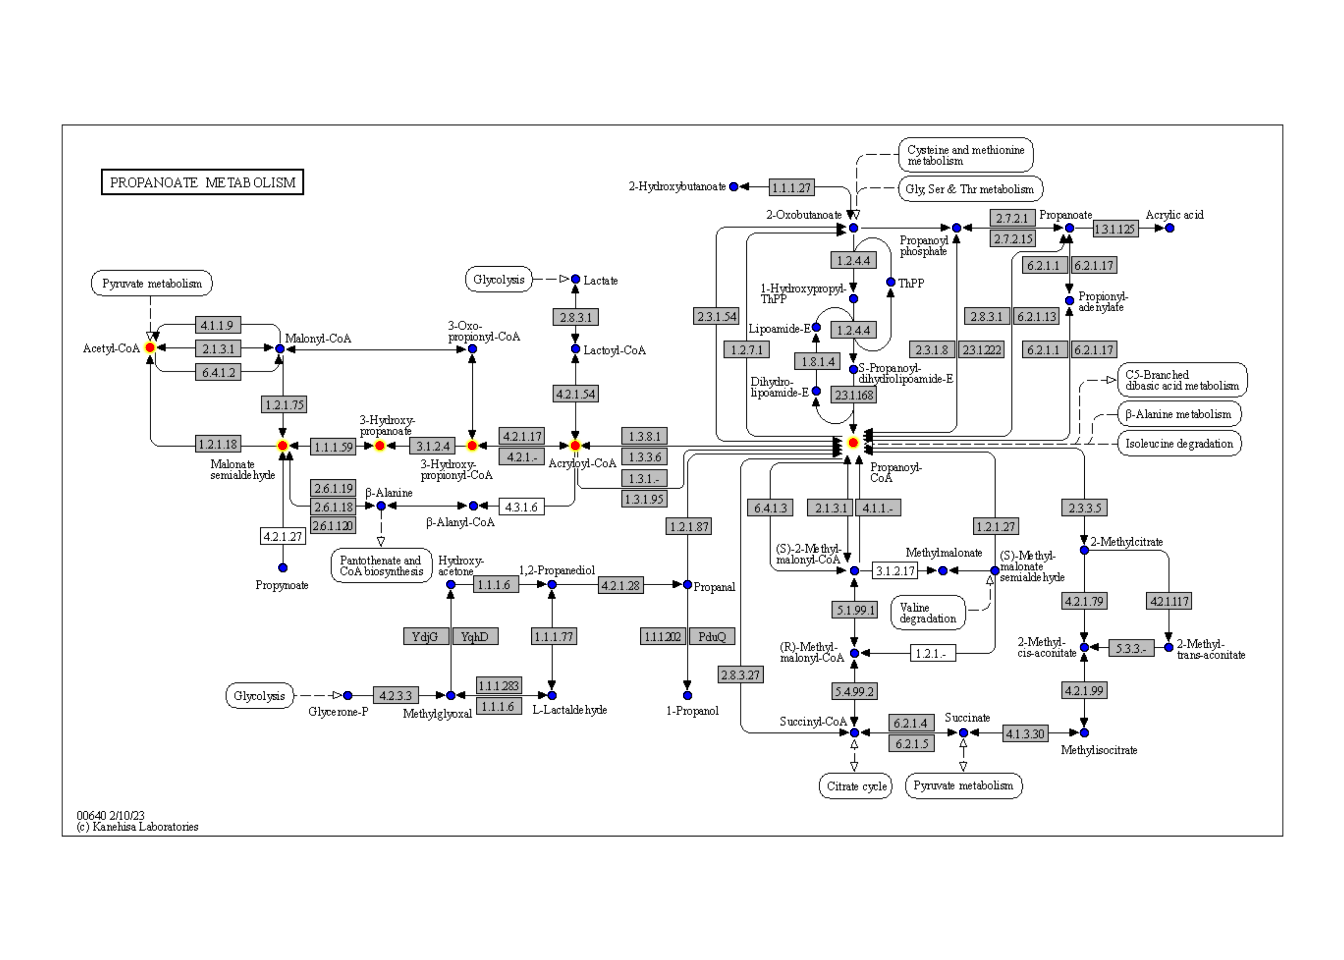 PROPANOATE METABOLISM
Cysteine and methionine
metabolism
2-Hydroxybutanoate
1.1.1.27
Gly, Ser & Thr metabolism
2-Oxobutanoate
2.7.2.1
Propanoate
Acrylic acid
Propanoyl
phosphate
2.7.2.15
1.3.1.125
Pyruvate metabolism
Glycolysis
Lactate
1.2.4.4
6.2.1.1
6.2.1.17
1-Hydroxypropyl-
ThPP
ThPP
Propionyl-
adenylate
4.1.1.9
Malonyl-CoA
3-Oxo-
propionyl-CoA
2.8.3.1
2.3.1.54
Lipoamide-E
1.2.4.4
2.8.3.1
6.2.1.13
Acetyl-CoA
2.1.3.1
Lactoyl-CoA
1.2.7.1
1.8.1.4
2.3.1.8
2.3.1.222
6.2.1.1
6.2.1.17
6.4.1.2
S-Propanoyl-
dihydrolipoamide-E
C5-Branched
dibasic acid metabolism
Dihydro-
lipoamide-E
2.3.1.168
1.2.1.75
4.2.1.54
β-Alanine metabolism
3-Hydroxy-
propanoate
1.2.1.18
1.1.1.59
3.1.2.4
4.2.1.17
4.2.1.-
1.3.8.1
1.3.3.6
1.3.1.-
1.3.1.95
Isoleucine degradation
Malonate
semialdehyde
3-Hydroxy-
propionyl-CoA
Acryloyl-CoA
Propanoyl-
CoA
2.6.1.19
2.6.1.18
2.6.1.120
β-Alanine
β-Alanyl-CoA
4.3.1.6
1.2.1.87
6.4.1.3
2.1.3.1
4.1.1.-
1.2.1.27
2.3.3.5
4.2.1.27
Propynoate
Pantothenate and
CoA biosynthesis
Hydroxy-
acetone
1.1.1.6
1,2-Propanediol
4.2.1.28
Propanal
(S)-2-Methyl-
malonyl-CoA
3.1.2.17
Methylmalonate
(S)-Methyl-
malonate
semialdehyde
2-Methylcitrate
Valine
degradation
5.1.99.1
4.2.1.79
4.2.1.117
YdjG
YqhD
1.1.1.77
1.1.1.202
PduQ
(R)-Methyl-
malonyl-CoA
1.2.1.-
2-Methyl-
cis-aconitate
5.3.3.-
2-Methyl-
trans-aconitate
2.8.3.27
5.4.99.2
4.2.1.99
Glycolysis
Glycerone-P
4.2.3.3
Methylglyoxal
1.1.1.283
1.1.1.6
L-Lactaldehyde
1-Propanol
Succinyl-CoA
6.2.1.4
6.2.1.5
Succinate
4.1.3.30
Methylisocitrate
Citrate cycle
Pyruvate metabolism
00640 2/10/23
(c) Kanehisa Laboratories